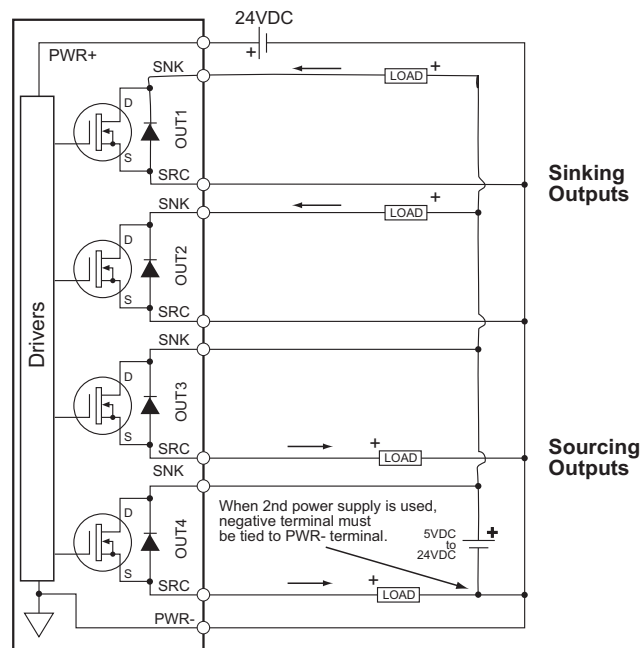 24VDC
+
PWR+
SNK
LOAD
+
D
S
OUT1
SRC
Sinking
Outputs
SNK
LOAD
+
D
S
OUT2
SRC
Drivers
SNK
D
S
OUT3
SRC
+
LOAD
Sourcing
Outputs
SNK
When 2nd power supply is used,
negative terminal must
be tied to PWR- terminal.
5VDC
to
24VDC
+
D
S
OUT4
SRC
+
LOAD
PWR-